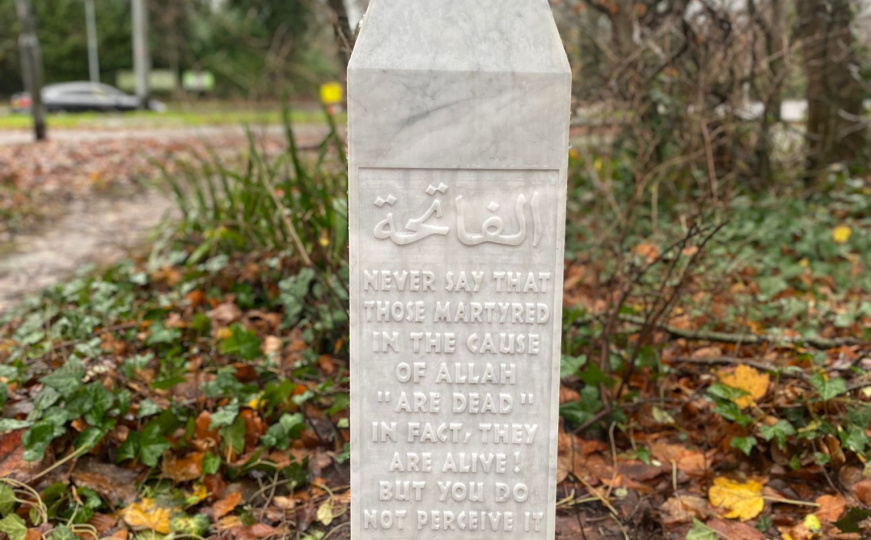 الفاتحة
NEVER SAY THAT
THOSE MARTYRED
IN THE CAUSE
OF ALLAH
"ARE DEAD"
IN FACT, THEY
ARE ALIVE!
BUT YOU DO
NOT PERCEIVE IT